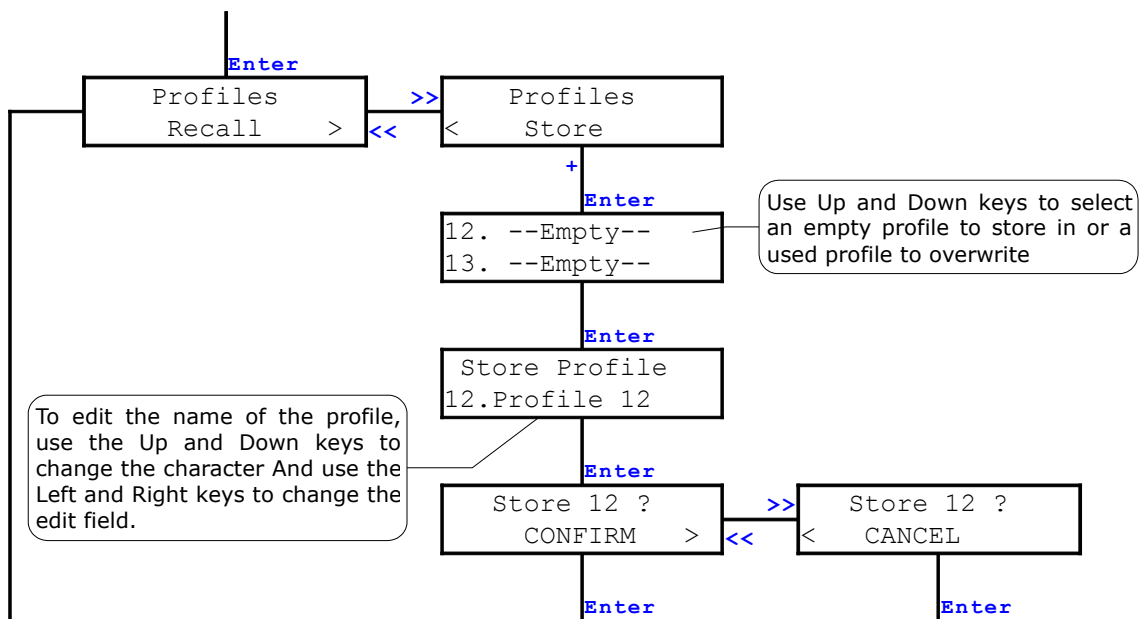 Enter
Profiles
Recall >
>>
<<
Profiles
< Store
+
Enter
12. --Empty--
13. --Empty--
Use Up and Down keys to select
an empty profile to store in or a
used profile to overwrite
Enter
Store Profile
12.Profile 12
To edit the name of the profile,
use the Up and Down keys to
change the character And use the
Left and Right keys to change the
edit field.
Enter
Store 12 ?
CONFIRM >
>>
<<
Store 12 ?
< CANCEL
Enter
Enter